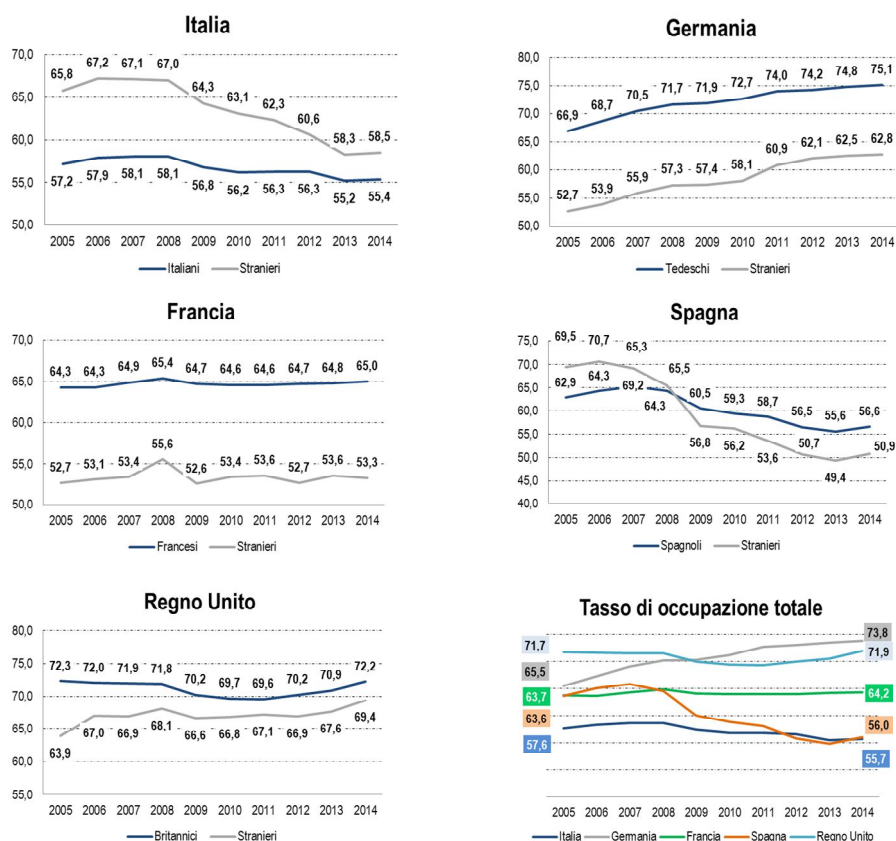 Italia
70,0
65,0
60,0
55,0
50,0
65,8 67,2 67,1 67,0 64,3 63,1 62,3 60,6 58,3 58,5
57,2 57,9 58,1 58,1 56,8 56,2 56,3 56,3 55,2 55,4
2005 2006 2007 2008 2009 2010 2011 2012 2013 2014
Italiani Stranieri
Germania
80,0
75,0
70,0
65,0
60,0
55,0
50,0
66,9 68,7 70,5 71,7 71,9 72,7 74,0 74,2 74,8 75,1
52,7 53,9 55,9 57,3 57,4 58,1 60,9 62,1 62,5 62,8
2005 2006 2007 2008 2009 2010 2011 2012 2013 2014
Tedeschi Stranieri
Francia
70,0
65,0
60,0
55,0
50,0
64,3 64,3 64,9 65,4 64,7 64,6 64,6 64,7 64,8 65,0
52,7 53,1 53,4 55,6 52,6 53,4 53,6 52,7 53,6 53,3
2005 2006 2007 2008 2009 2010 2011 2012 2013 2014
Francesi Stranieri
Spagna
75,0
70,0
65,0
60,0
55,0
50,0
45,0
40,0
69,5 70,7 65,3 65,5 60,5 59,3 58,7 56,5 55,6 56,6
62,9 64,3 69,2 64,3 56,8 56,2 53,6 50,7 49,4 50,9
2005 2006 2007 2008 2009 2010 2011 2012 2013 2014
Spagnoli Stranieri
Regno Unito
80,0
75,0
70,0
65,0
60,0
55,0
72,3 72,0 71,9 71,8 70,2 69,7 69,6 70,2 70,9 72,2
63,9 67,0 66,9 68,1 66,6 66,8 67,1 66,9 67,6 69,4
2005 2006 2007 2008 2009 2010 2011 2012 2013 2014
Britannici Stranieri
Tasso di occupazione totale
71,7
65,5
63,7
63,6
57,6
73,8
71,9
64,2
56,0
55,7
2005 2006 2007 2008 2009 2010 2011 2012 2013 2014
Italia Germania Francia Spagna Regno Unito